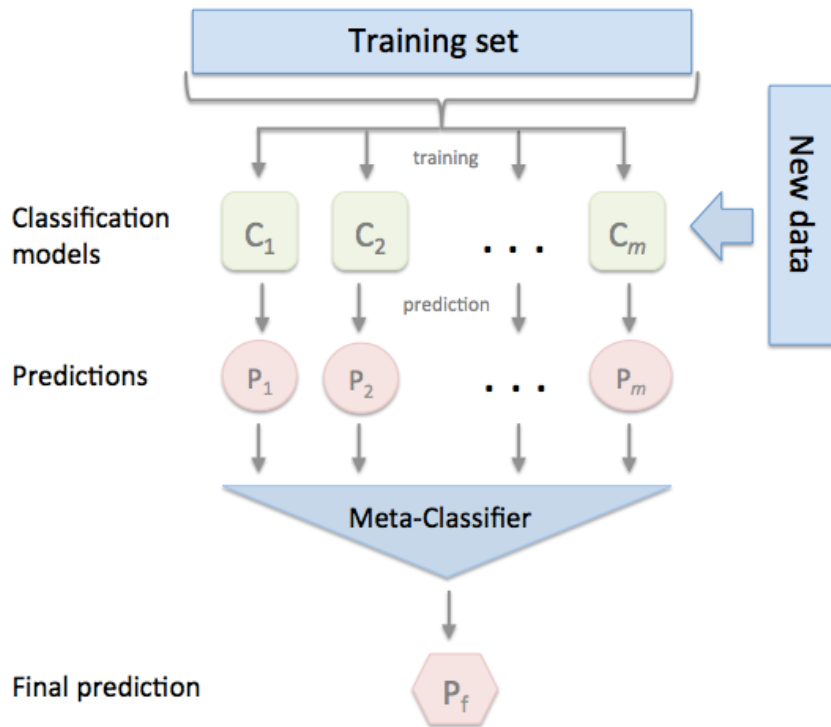 Training set
training
New data
Classification
models
C₁ C₂ . . . Cₘ
prediction
Predictions
P₁ P₂ . . . Pₘ
Meta-Classifier
Final prediction
P_f